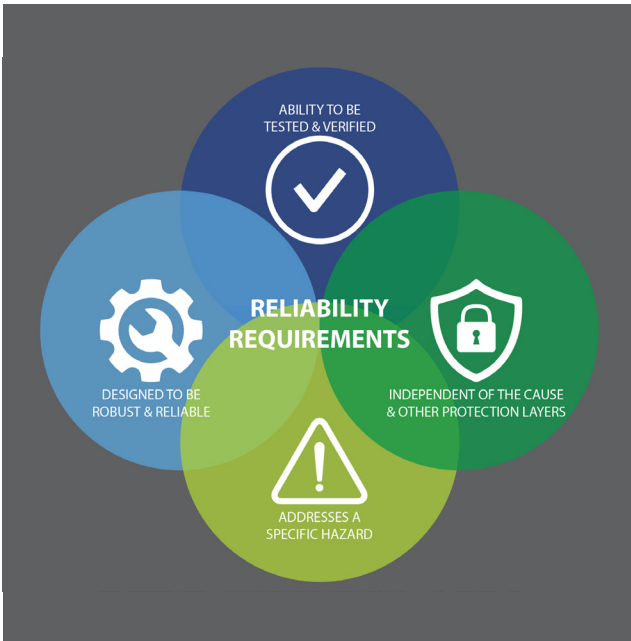 ABILITY TO BE
TESTED & VERIFIED
RELIABILITY
REQUIREMENTS
DESIGNED TO BE
ROBUST & RELIABLE
INDEPENDENT OF THE CAUSE
& OTHER PROTECTION LAYERS
ADDRESSES A
SPECIFIC HAZARD